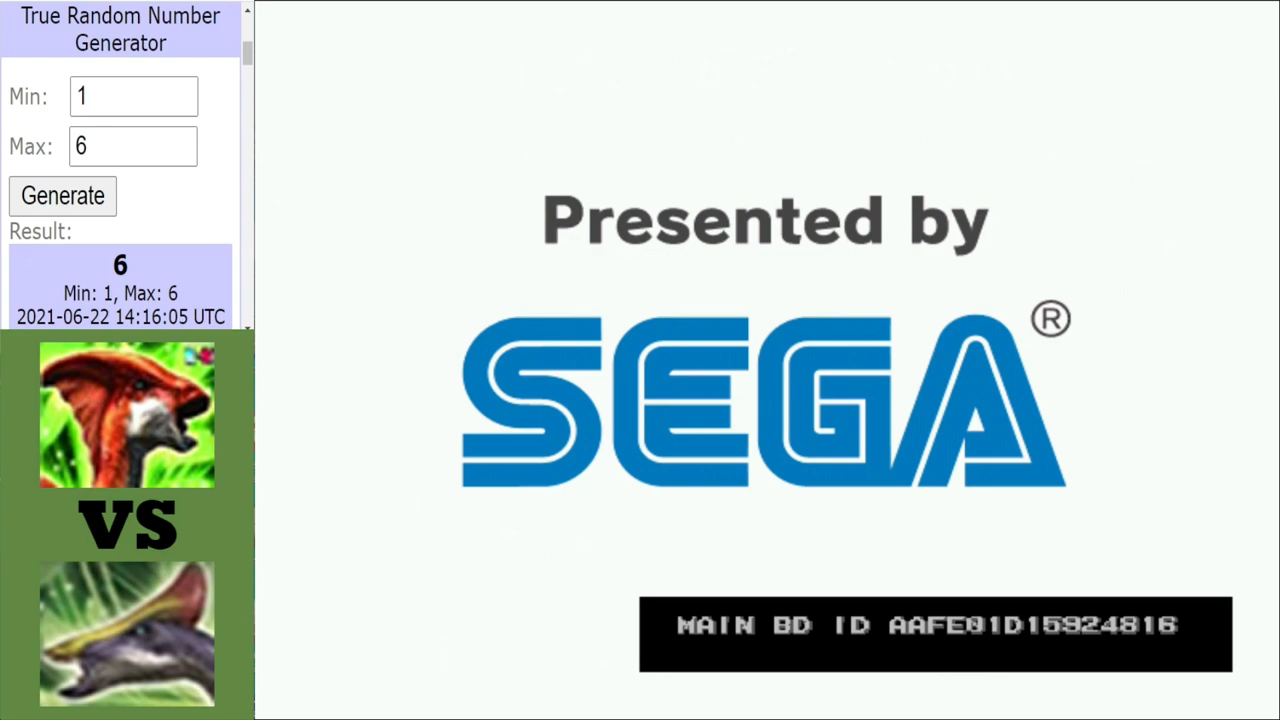 True Random Number
Generator
Min: 1
Max: 6
Generate
Result:
6
Min: 1, Max: 6
2021-06-22 14:16:05 UTC
VS
Presented by
SEGA®
MAIN BD ID AAFE01D15924816